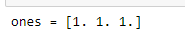 ones = [1. 1. 1.]